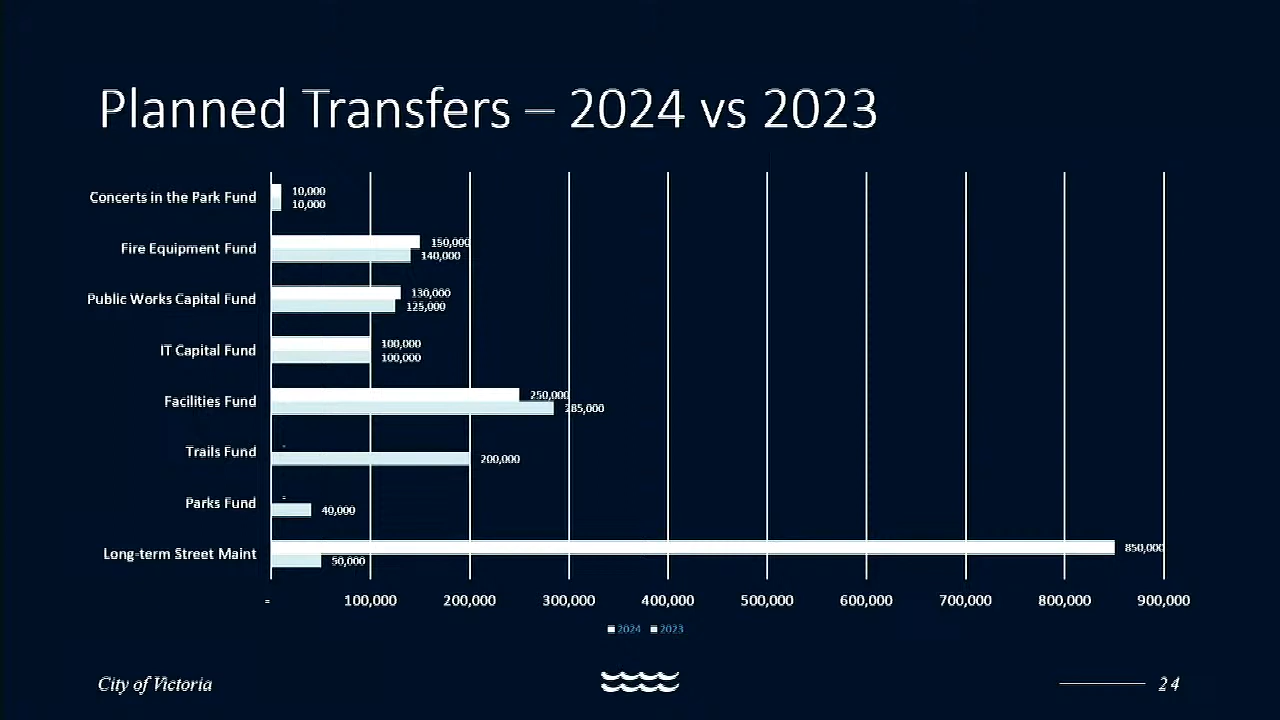 Planned Transfers – 2024 vs 2023
Concerts in the Park Fund
10,000
10,000
Fire Equipment Fund
150,000
140,000
Public Works Capital Fund
130,000
125,000
IT Capital Fund
100,000
100,000
Facilities Fund
250,000
285,000
Trails Fund
-
200,000
Parks Fund
-
40,000
Long-term Street Maint
850,000
50,000
- 100,000 200,000 300,000 400,000 500,000 600,000 700,000 800,000 900,000
2024 2023
City of Victoria
24